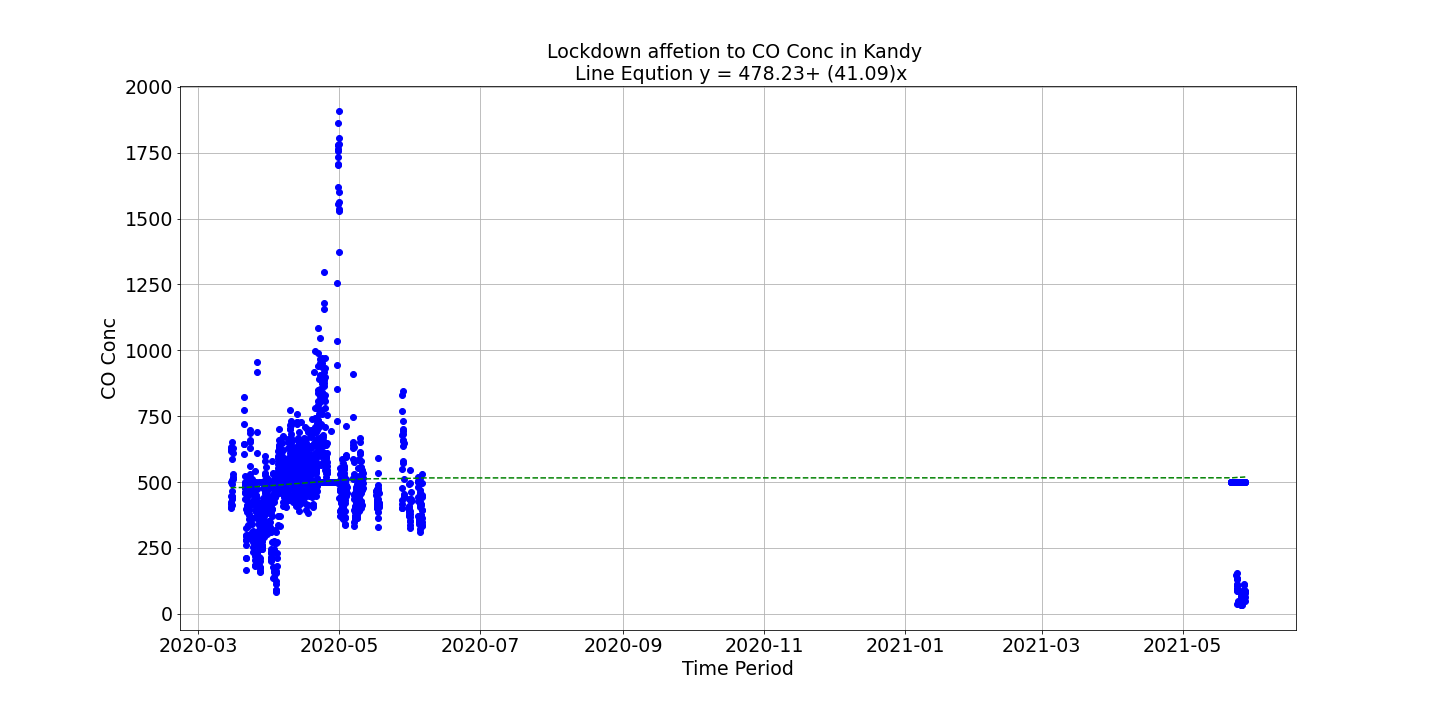 Lockdown affetion to CO Conc in Kandy
Line Eqution y = 478.23+ (41.09)x
2000
1750
1500
1250
1000
750
500
250
0
CO Conc
2020-03 2020-05 2020-07 2020-09 2020-11 2021-01 2021-03 2021-05
Time Period